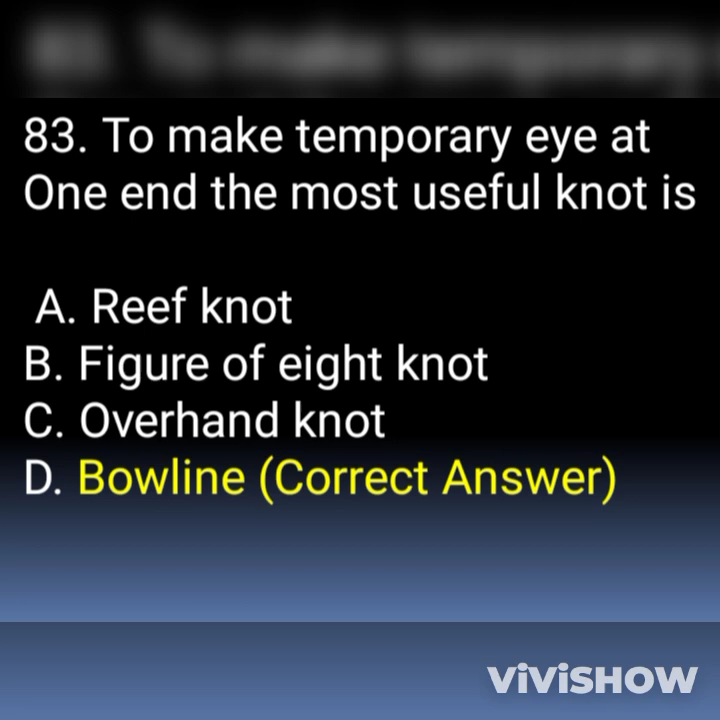 83. To make temporary eye at
One end the most useful knot is
A. Reef knot
B. Figure of eight knot
C. Overhand knot
D. Bowline (Correct Answer)
ViViSHOW